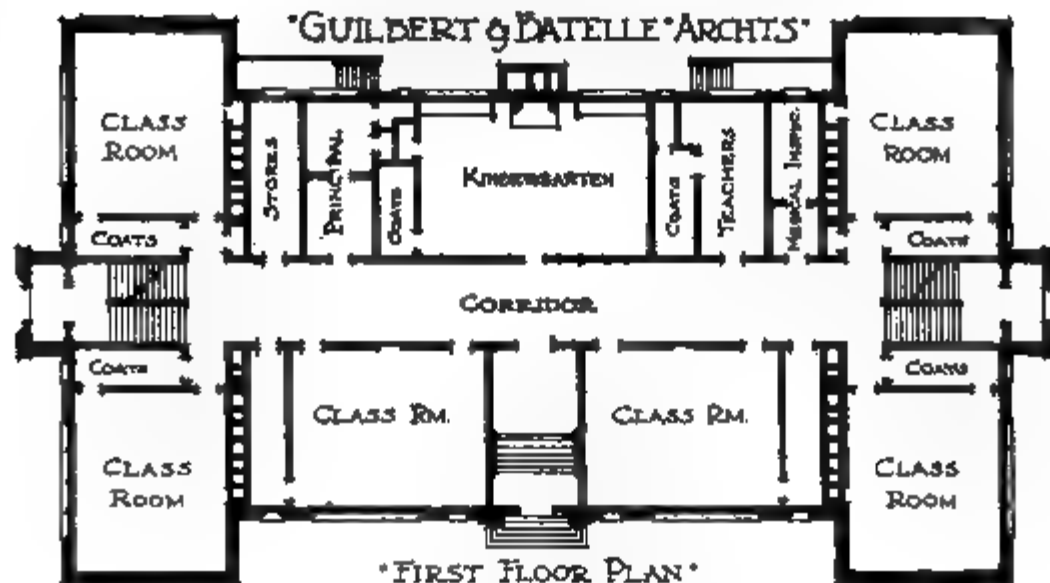 "GUILBERT & BATELLE" ARCHTS"
CLASS
ROOM
STORES
PRINCIPAL
COATS
KINDERGARTEN
COATS
TEACHERS
MEDICAL INSPEC.
CLASS
ROOM
COATS
COATS
CORRIDOR
COATS
COATS
CLASS RM.
CLASS RM.
CLASS
ROOM
CLASS
ROOM
"FIRST FLOOR PLAN"